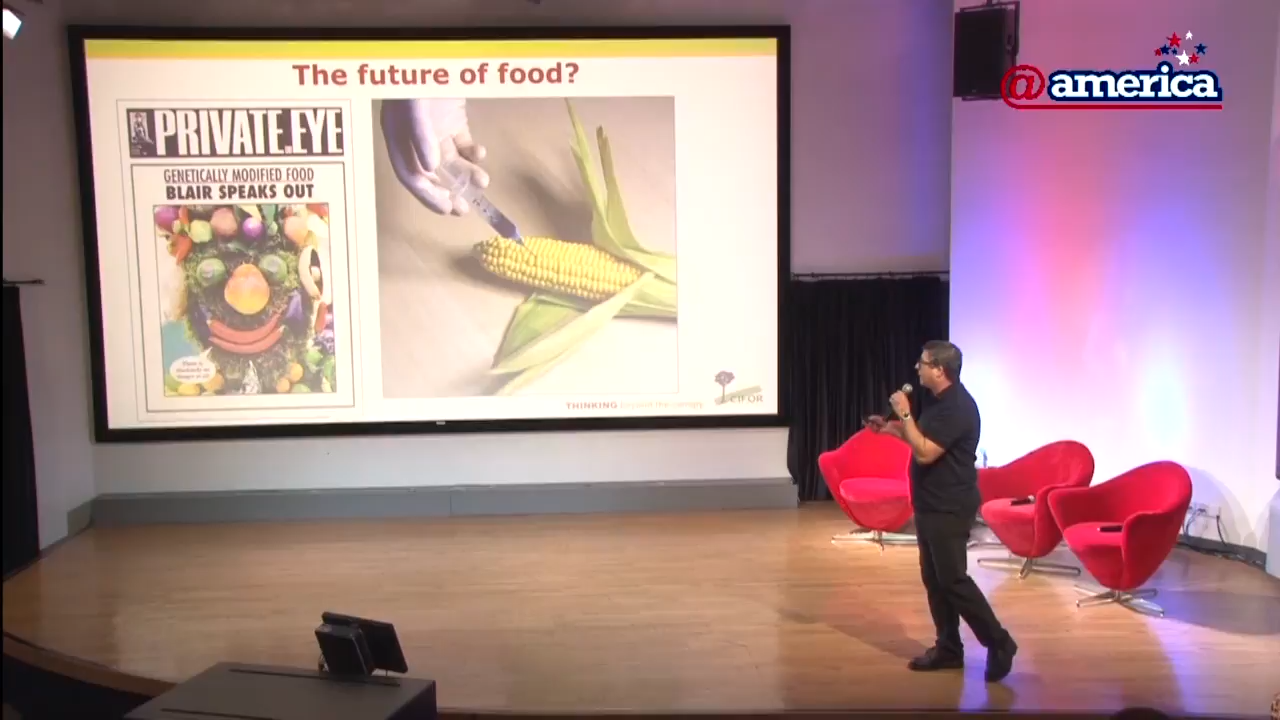 The future of food?
PRIVATE EYE
GENETICALLY MODIFIED FOOD
BLAIR SPEAKS OUT
THINKING
CIFOR
@america